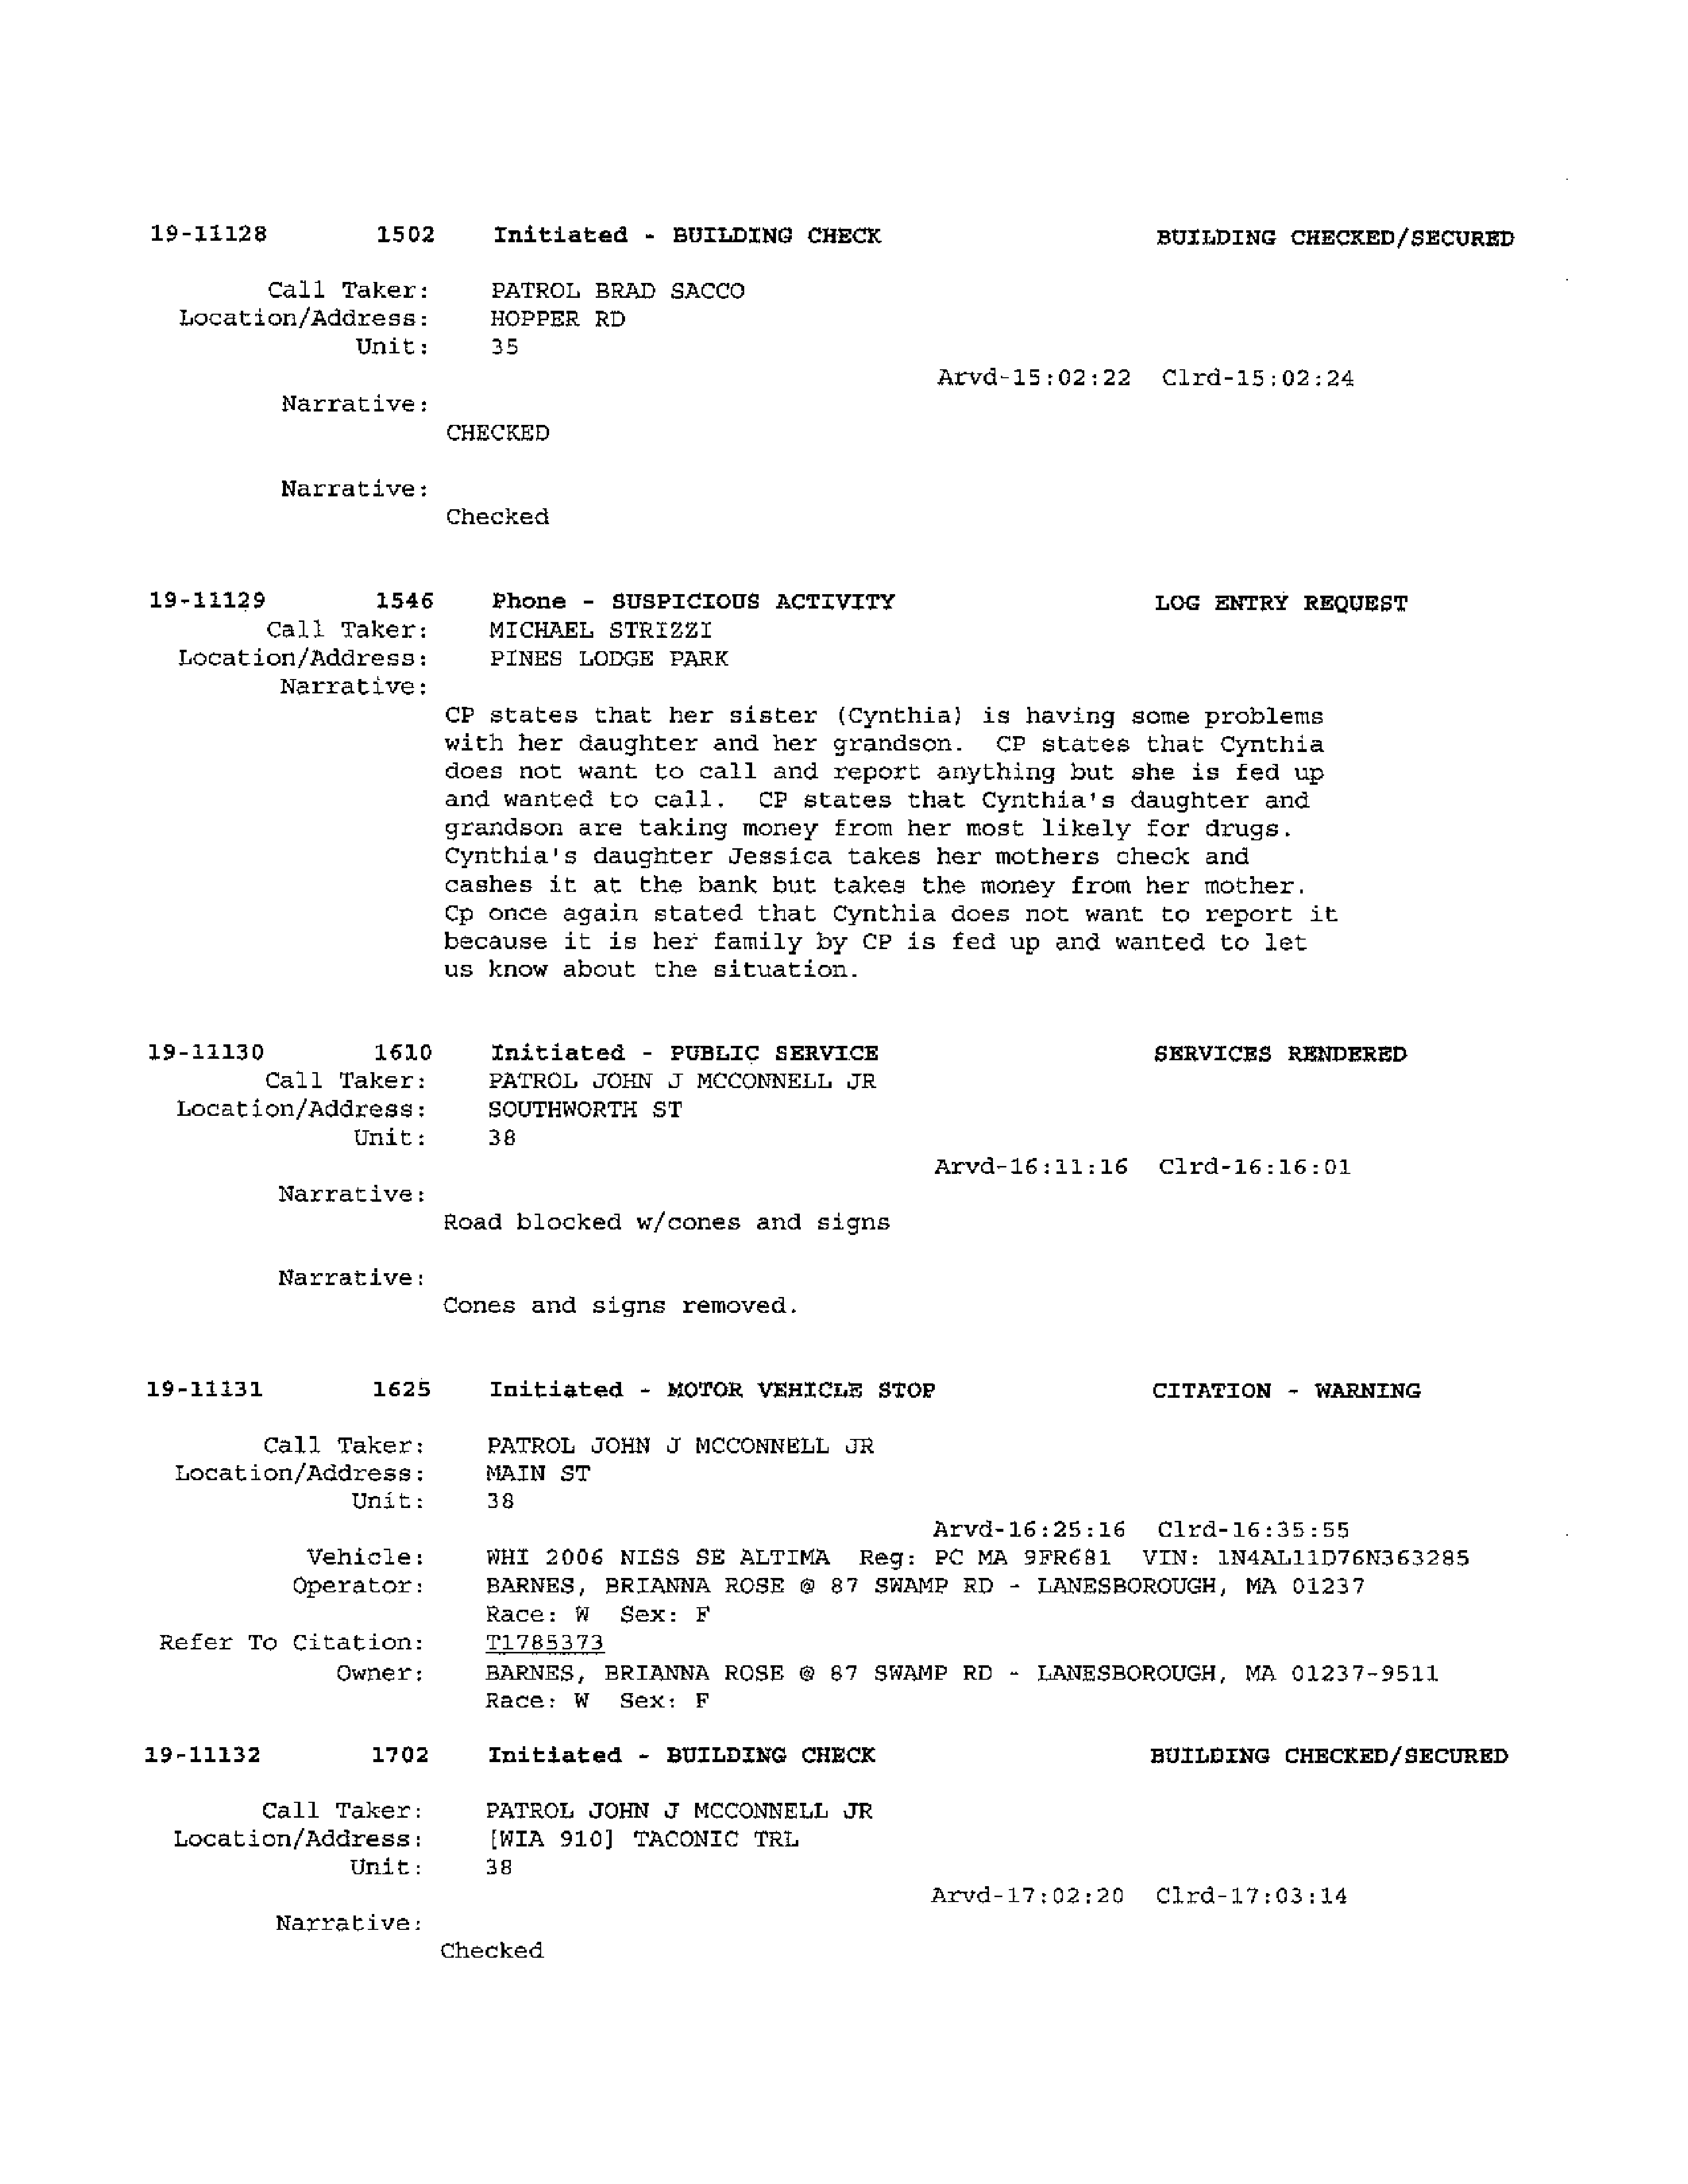 19-11128 1502 Initiated - BUILDING CHECK BUILDING CHECKED/SECURED
Call Taker: PATROL BRAD SACCO
Location/Address: HOPPER RD
Unit: 35
Arvd-15:02:22 Clrd-15:02:24
Narrative:
CHECKED
Narrative:
Checked
19-11129 1546 Phone - SUSPICIOUS ACTIVITY LOG ENTRY REQUEST
Call Taker: MICHAEL STRIZZI
Location/Address: PINES LODGE PARK
Narrative:
CP states that her sister (Cynthia) is having some problems
with her daughter and her grandson. CP states that Cynthia
does not want to call and report anything but she is fed up
and wanted to call. CP states that Cynthia's daughter and
grandson are taking money from her most likely for drugs.
Cynthia's daughter Jessica takes her mothers check and
cashes it at the bank but takes the money from her mother.
Cp once again stated that Cynthia does not want to report it
because it is her family by CP is fed up and wanted to let
us know about the situation.
19-11130 1610 Initiated - PUBLIC SERVICE SERVICES RENDERED
Call Taker: PATROL JOHN J MCCONNELL JR
Location/Address: SOUTHWORTH ST
Unit: 38
Arvd-16:11:16 Clrd-16:16:01
Narrative:
Road blocked w/cones and signs
Narrative:
Cones and signs removed.
19-11131 1625 Initiated - MOTOR VEHICLE STOP CITATION - WARNING
Call Taker: PATROL JOHN J MCCONNELL JR
Location/Address: MAIN ST
Unit: 38
Arvd-16:25:16 Clrd-16:35:55
Vehicle: WHI 2006 NISS SE ALTIMA Reg: PC MA 9FR681 VIN: 1N4AL11D76N363285
Operator: BARNES, BRIANNA ROSE @ 87 SWAMP RD - LANESBOROUGH, MA 01237
Race: W Sex: F
Refer To Citation: T1785373
Owner: BARNES, BRIANNA ROSE @ 87 SWAMP RD - LANESBOROUGH, MA 01237-9511
Race: W Sex: F
19-11132 1702 Initiated - BUILDING CHECK BUILDING CHECKED/SECURED
Call Taker: PATROL JOHN J MCCONNELL JR
Location/Address: [WIA 910] TACONIC TRL
Unit: 38
Arvd-17:02:20 Clrd-17:03:14
Narrative:
Checked